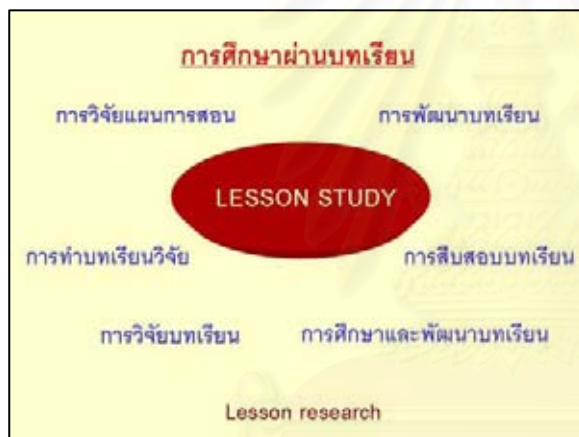 การศึกษาผ่านบทเรียน
การวิจัยแผนการสอน การพัฒนาบทเรียน
LESSON STUDY
การทำบทเรียนวิจัย การสืบสอบบทเรียน
การวิจัยบทเรียน การศึกษาและพัฒนาบทเรียน
Lesson research